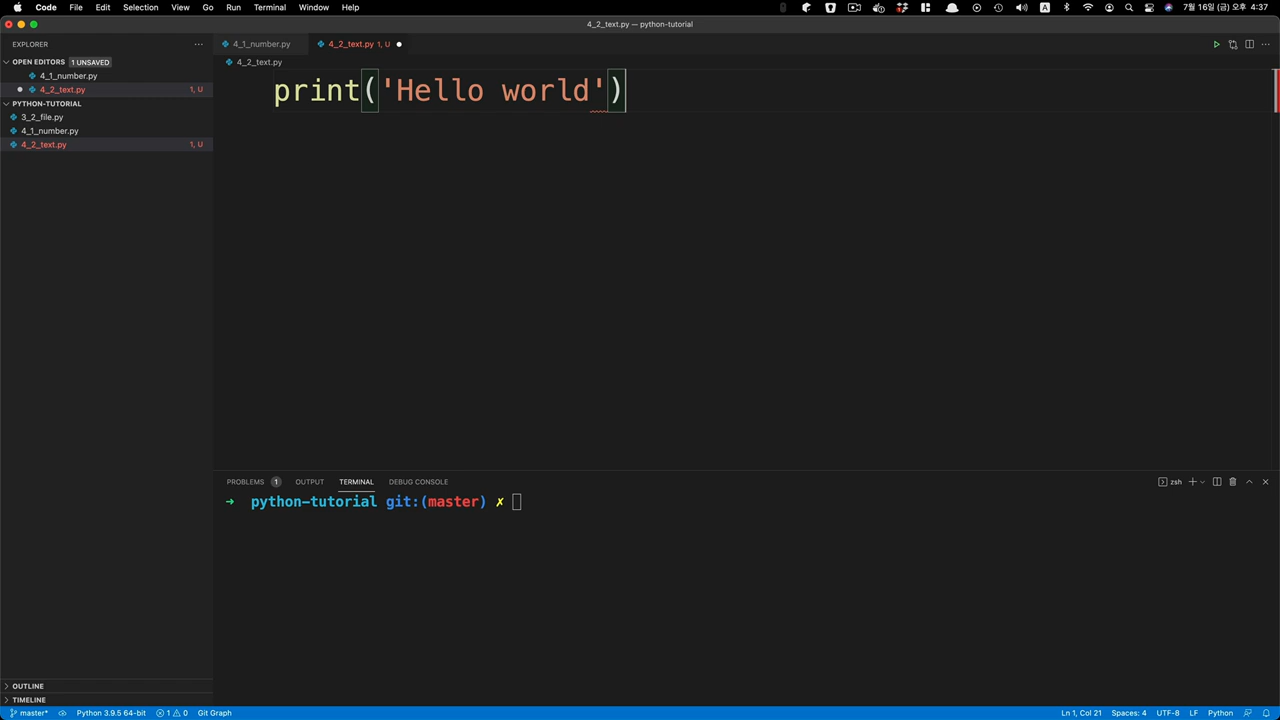 Code File Edit Selection View Go Run Terminal Window Help A 7월 16일 (금) 오후 4:37
4_2_text.py — python-tutorial
EXPLORER
4_1_number.py 4_2_text.py 1, U
OPEN EDITORS 1 UNSAVED
4_2_text.py
4_1_number.py
4_2_text.py 1, U
print('Hello world')
PYTHON-TUTORIAL
3_2_file.py
4_1_number.py
4_2_text.py 1, U
PROBLEMS 1 OUTPUT TERMINAL DEBUG CONSOLE zsh
➜ python-tutorial git:(master) ✗
OUTLINE
TIMELINE
master* Python 3.9.5 64-bit 1 0 Git Graph Ln 1, Col 21 Spaces: 4 UTF-8 LF Python